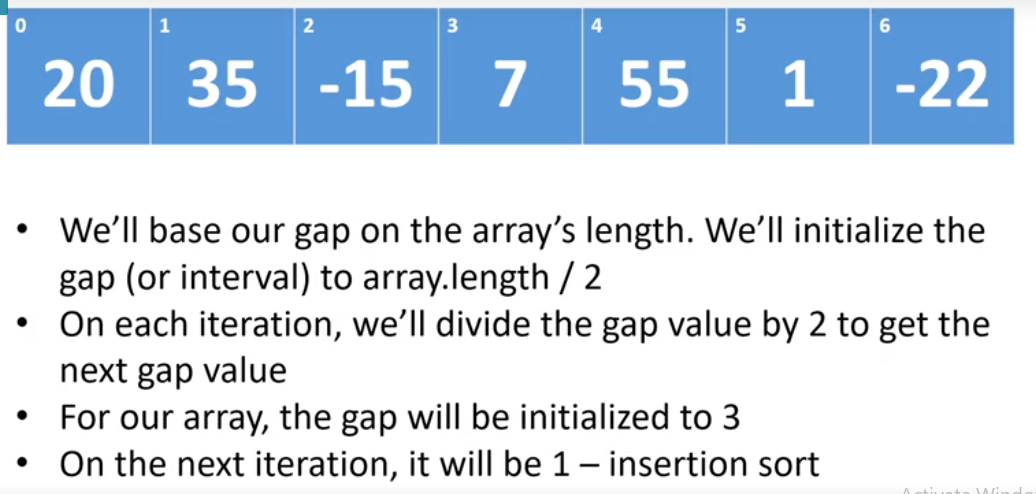 0 1 2 3 4 5 6
20 35 -15 7 55 1 -22
• We’ll base our gap on the array’s length. We’ll initialize the
gap (or interval) to array.length / 2
• On each iteration, we’ll divide the gap value by 2 to get the
next gap value
• For our array, the gap will be initialized to 3
• On the next iteration, it will be 1 – insertion sort